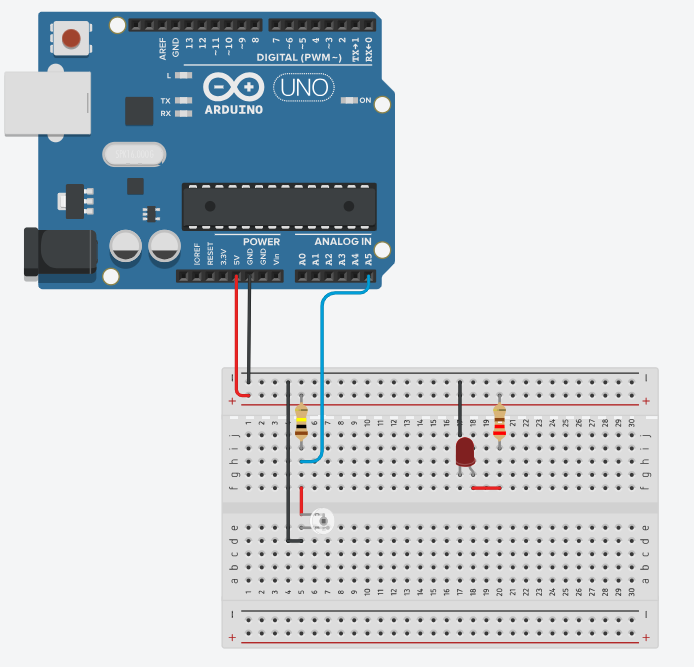 AREF
GND
13
12
~11
~10
~9
8
7
~6
~5
4
~3
2
TX→1
RX←0
DIGITAL (PWM~)
L
TX
RX
UNO
ON
ARDUINO
POWER
ANALOG IN
IOREF
RESET
3.3V
5V
GND
GND
Vin
A0
A1
A2
A3
A4
A5
− −
+ +
1 2 3 4 5 6 7 8 9 10 11 12 13 14 15 16 17 18 19 20 21 22 23 24 25 26 27 28 29 30
j j
i i
h h
g g
f f
e e
d d
c c
b b
a a
1 2 3 4 5 6 7 8 9 10 11 12 13 14 15 16 17 18 19 20 21 22 23 24 25 26 27 28 29 30
− −
+ +